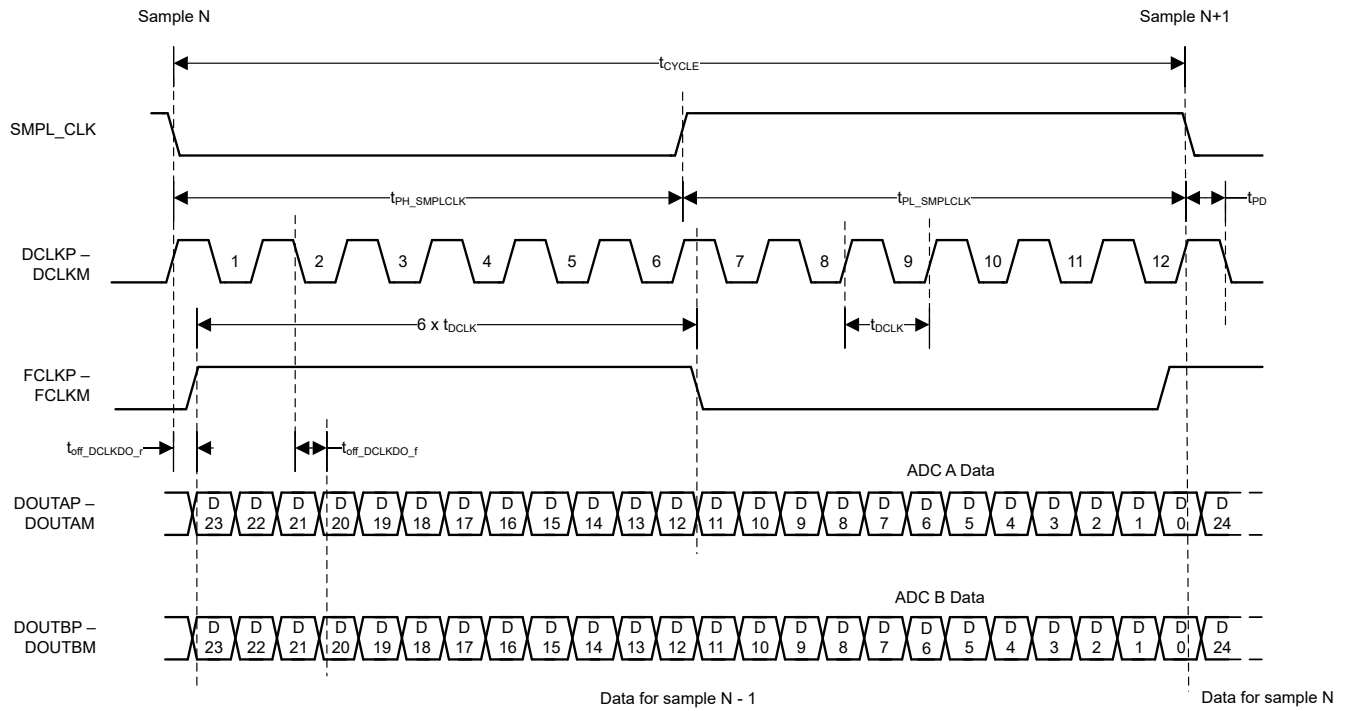 Sample N
Sample N+1
tCYCLE
SMPL_CLK
tPH_SMPLCLK
tPL_SMPLCLK
tPD
DCLKP –
DCLKM
1 2 3 4 5 6 7 8 9 10 11 12
6 x tDCLK
tDCLK
FCLKP –
FCLKM
toff_DCLKDO_r
toff_DCLKDO_f
ADC A Data
DOUTAP –
DOUTAM
D D D D D D D D D D D D D D D D D D D D D D D D D
23 22 21 20 19 18 17 16 15 14 13 12 11 10 9 8 7 6 5 4 3 2 1 0 24
ADC B Data
DOUTBP –
DOUTBM
D D D D D D D D D D D D D D D D D D D D D D D D D
23 22 21 20 19 18 17 16 15 14 13 12 11 10 9 8 7 6 5 4 3 2 1 0 24
Data for sample N - 1
Data for sample N